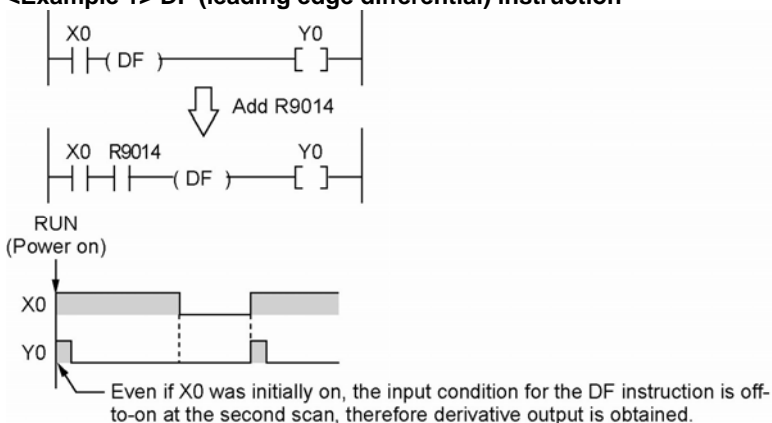 <Example 1> DF (leading edge differential) instruction
X0 Y0
( DF )
Add R9014
X0 R9014 Y0
( DF )
RUN
(Power on)
X0
Y0
Even if X0 was initially on, the input condition for the DF instruction is off-
to-on at the second scan, therefore derivative output is obtained.